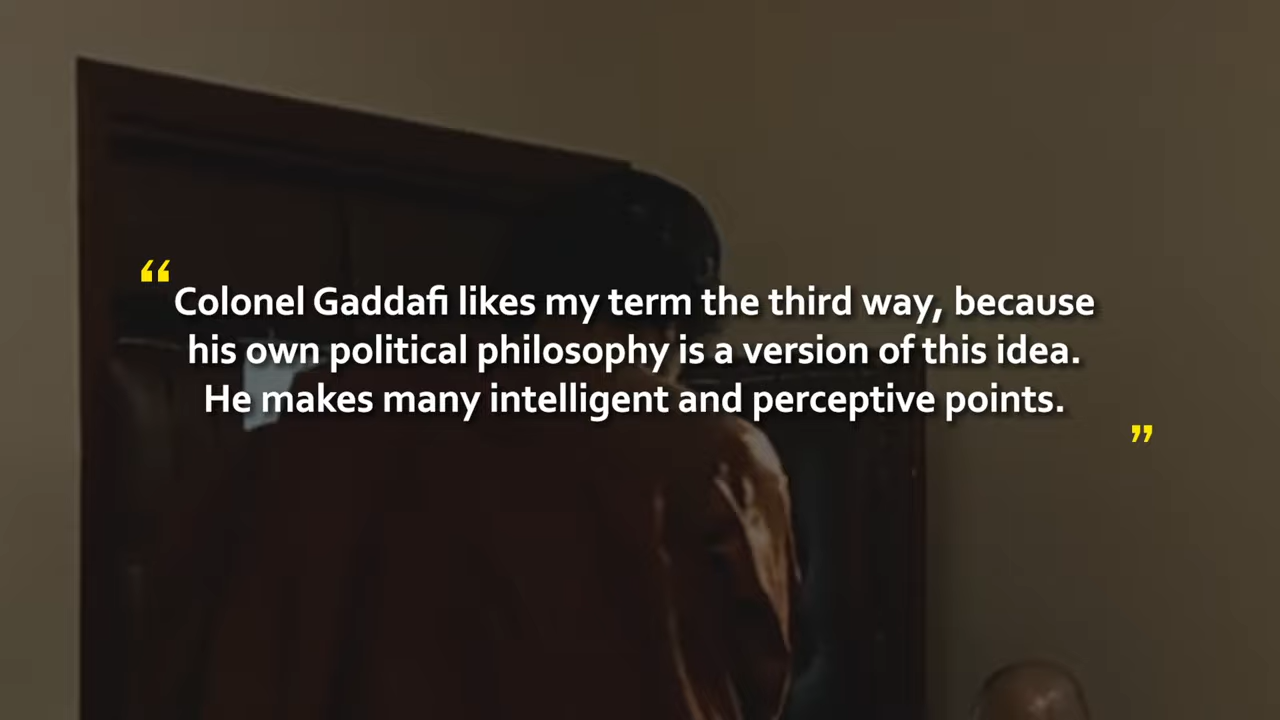 “Colonel Gaddafi likes my term the third way, because
his own political philosophy is a version of this idea.
He makes many intelligent and perceptive points.
”